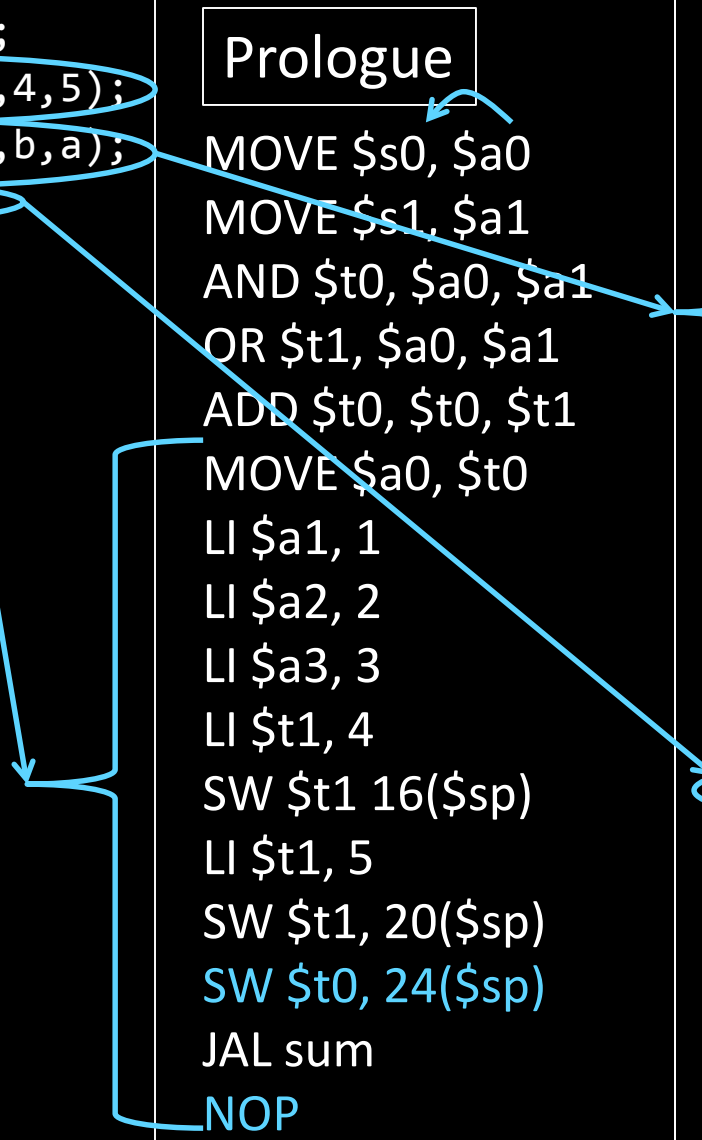 ;
,4,5);
,b,a);
Prologue
MOVE $s0, $a0
MOVE $s1, $a1
AND $t0, $a0, $a1
OR $t1, $a0, $a1
ADD $t0, $t0, $t1
MOVE $a0, $t0
LI $a1, 1
LI $a2, 2
LI $a3, 3
LI $t1, 4
SW $t1 16($sp)
LI $t1, 5
SW $t1, 20($sp)
SW $t0, 24($sp)
JAL sum
NOP